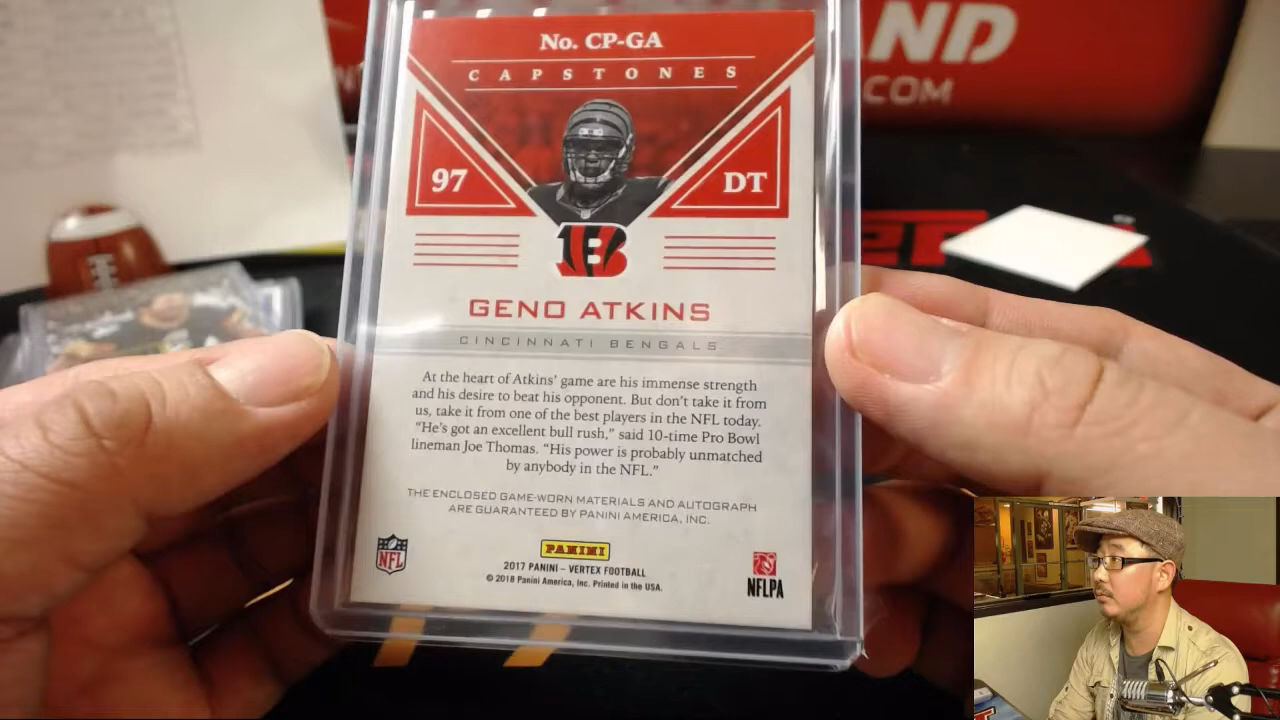 ND
.COM
No. CP-GA
CAPSTONES
97
DT
B
GENO ATKINS
CINCINNATI BENGALS
At the heart of Atkins' game are his immense strength
and his desire to beat his opponent. But don't take it from
us, take it from one of the best players in the NFL today.
"He's got an excellent bull rush," said 10-time Pro Bowl
lineman Joe Thomas. "His power is probably unmatched
by anybody in the NFL."
THE ENCLOSED GAME-WORN MATERIALS AND AUTOGRAPH
ARE GUARANTEED BY PANINI AMERICA, INC.
NFL
PANINI
2017 PANINI – VERTEX FOOTBALL
© 2018 Panini America, Inc. Printed in the USA.
NFLPA